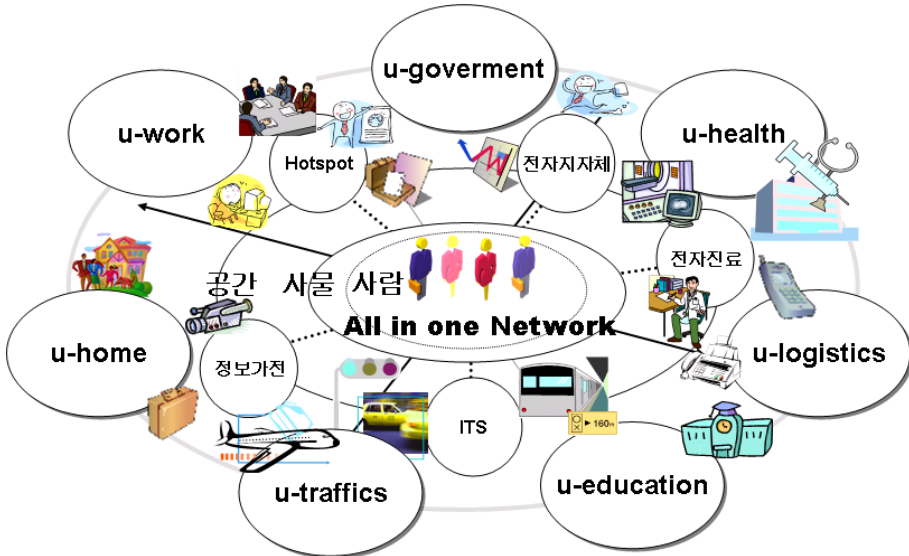 u-goverment
u-work
u-health
Hotspot
전자지자체
전자진료
공간 사물 사람
All in one Network
u-home
정보가전
u-logistics
ITS
160m
u-traffics
u-education